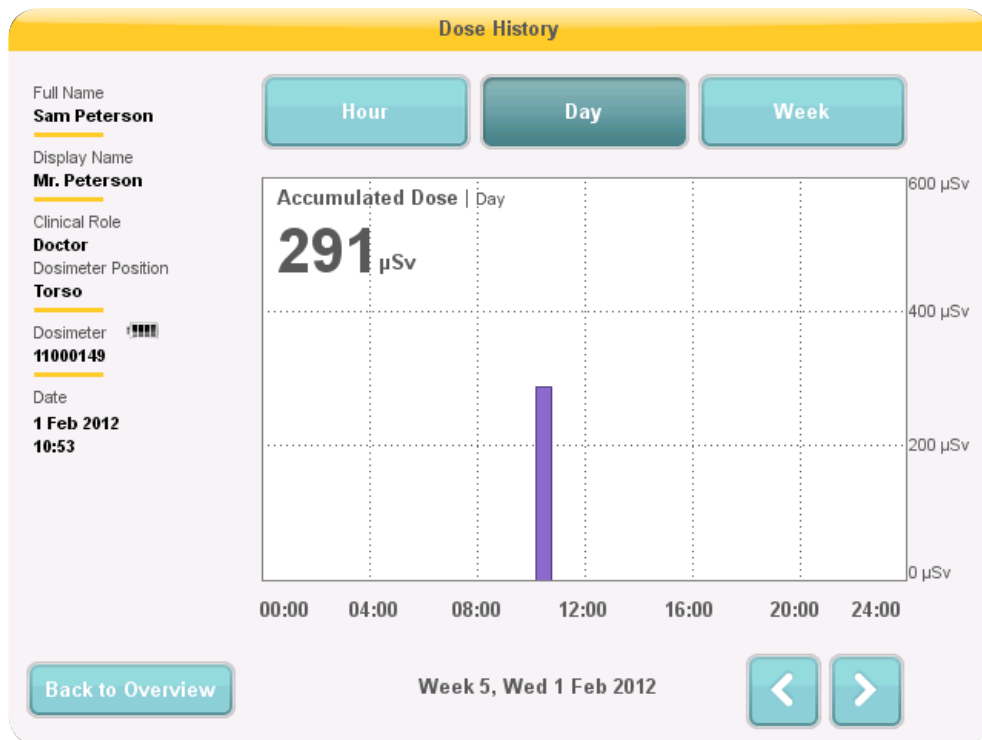 Dose History
Full Name
Sam Peterson
Display Name
Mr. Peterson
Clinical Role
Doctor
Dosimeter Position
Torso
Dosimeter
11000149
Date
1 Feb 2012
10:53
Hour Day Week
Accumulated Dose | Day
291 µSv
600 µSv
400 µSv
200 µSv
0 µSv
00:00 04:00 08:00 12:00 16:00 20:00 24:00
Back to Overview
Week 5, Wed 1 Feb 2012